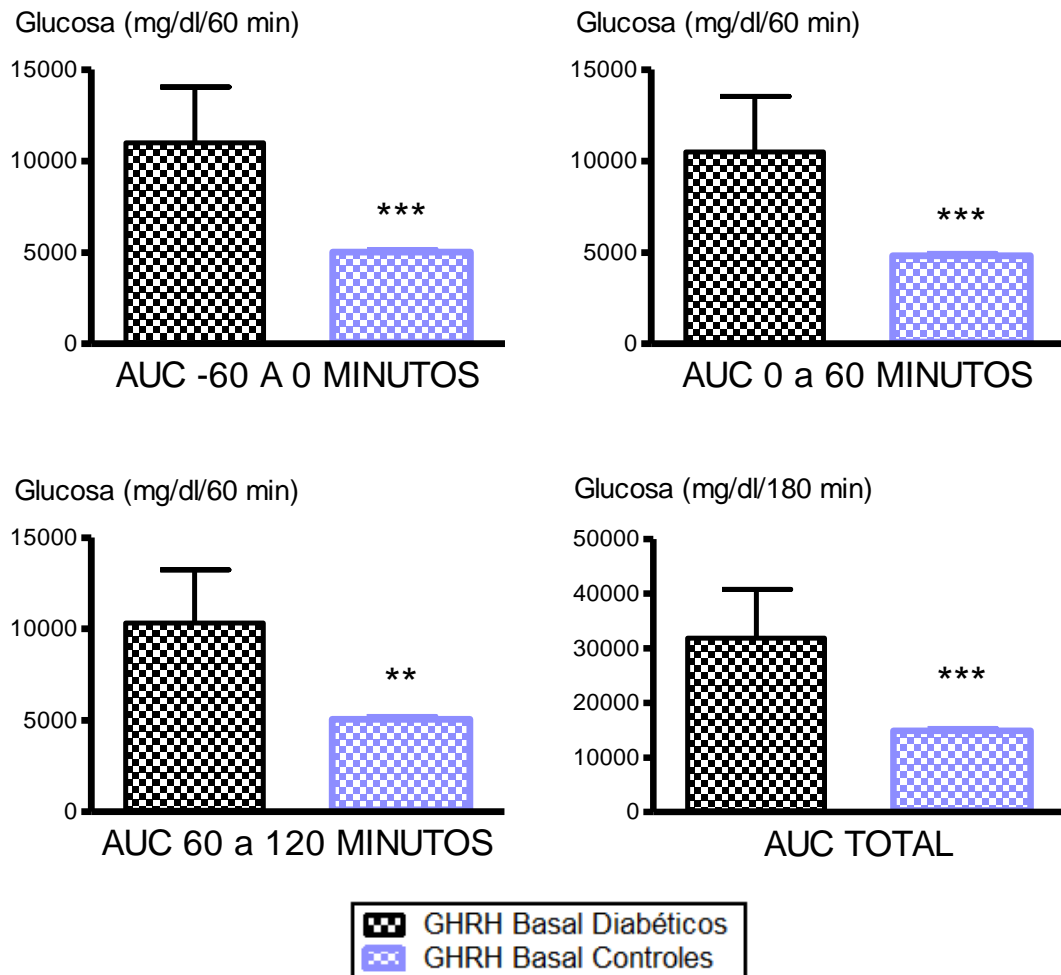 Glucosa (mg/dl/60 min)
15000
10000
5000
0
***
AUC -60 A 0 MINUTOS
Glucosa (mg/dl/60 min)
15000
10000
5000
0
***
AUC 0 a 60 MINUTOS
Glucosa (mg/dl/60 min)
15000
10000
5000
0
**
AUC 60 a 120 MINUTOS
Glucosa (mg/dl/180 min)
50000
40000
30000
20000
10000
0
***
AUC TOTAL
GHRH Basal Diabéticos
GHRH Basal Controles